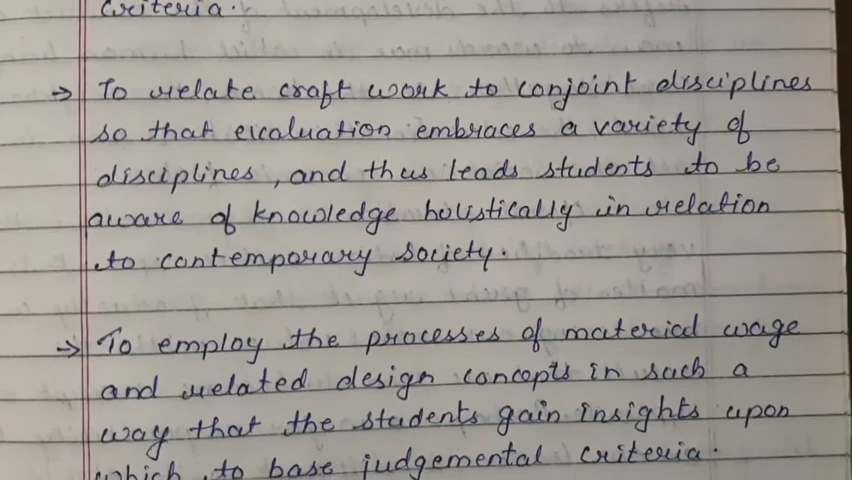 criteria.
→ To relate craft work to conjoint disciplines
so that evaluation embraces a variety of
disciplines, and thus leads students to be
aware of knowledge holistically in relation
to contemporary society.
→ To employ the processes of material wage
and related design concepts in such a
way that the students gain insights upon
which to base judgemental criteria.